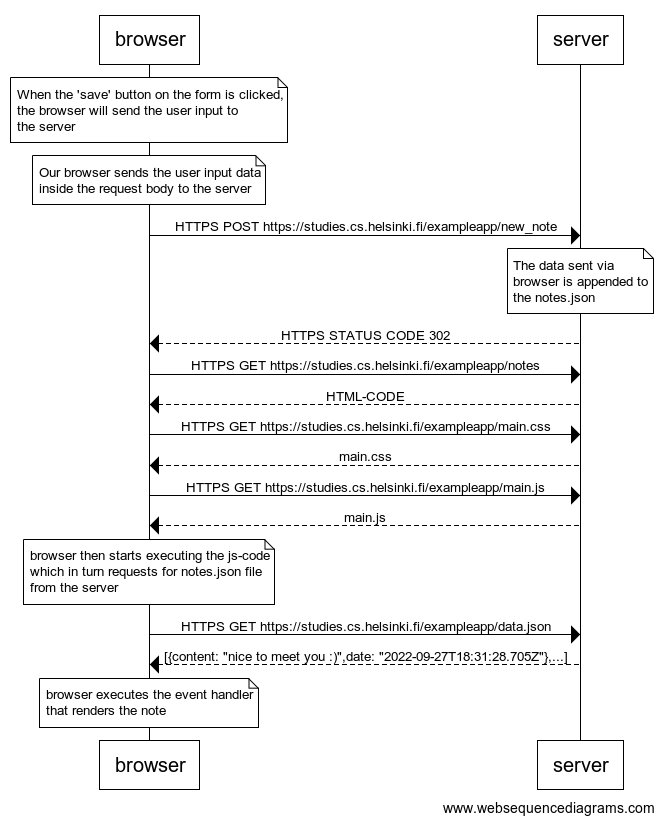 browser
server
When the 'save' button on the form is clicked,
the browser will send the user input to
the server
Our browser sends the user input data
inside the request body to the server
HTTPS POST https://studies.cs.helsinki.fi/exampleapp/new_note
The data sent via
browser is appended to
the notes.json
HTTPS STATUS CODE 302
HTTPS GET https://studies.cs.helsinki.fi/exampleapp/notes
HTML-CODE
HTTPS GET https://studies.cs.helsinki.fi/exampleapp/main.css
main.css
HTTPS GET https://studies.cs.helsinki.fi/exampleapp/main.js
main.js
browser then starts executing the js-code
which in turn requests for notes.json file
from the server
HTTPS GET https://studies.cs.helsinki.fi/exampleapp/data.json
[{content: "nice to meet you :)",date: "2022-09-27T18:31:28.705Z"},...]
browser executes the event handler
that renders the note
browser
server
www.websequencediagrams.com